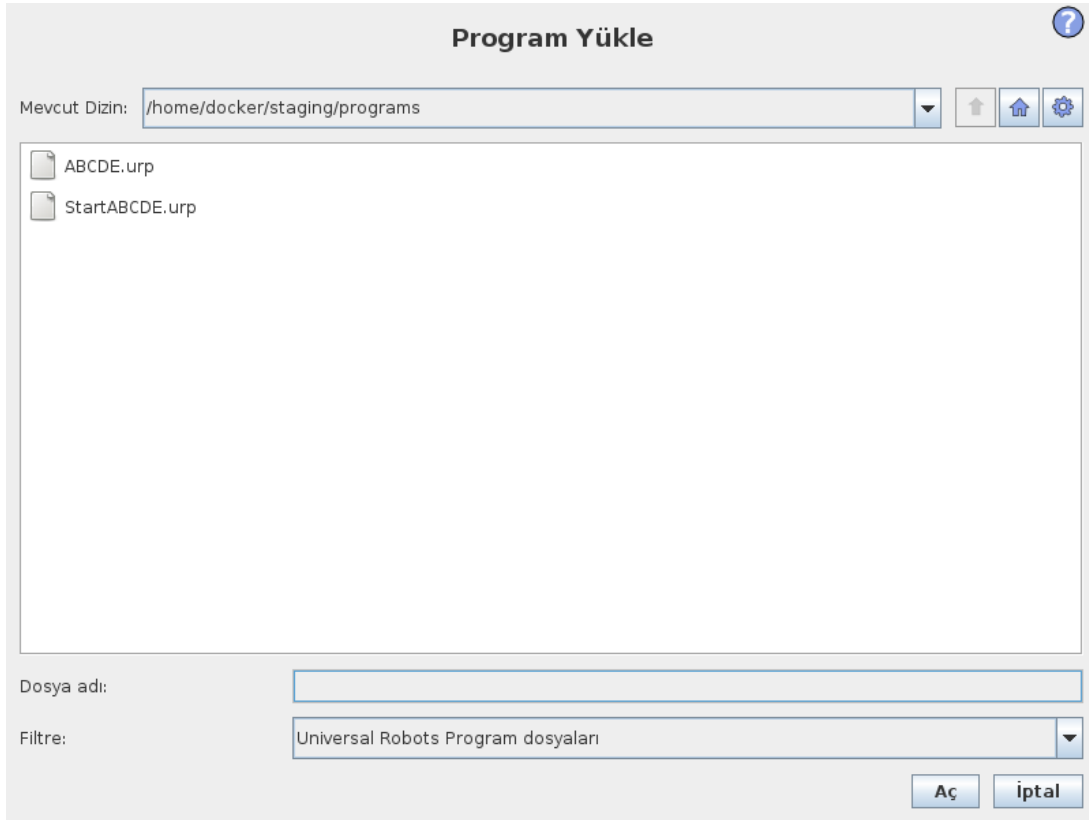 Program Yükle
?
Mevcut Dizin: /home/docker/staging/programs
ABCDE.urp
StartABCDE.urp
Dosya adı:
Filtre: Universal Robots Program dosyaları
Aç İptal